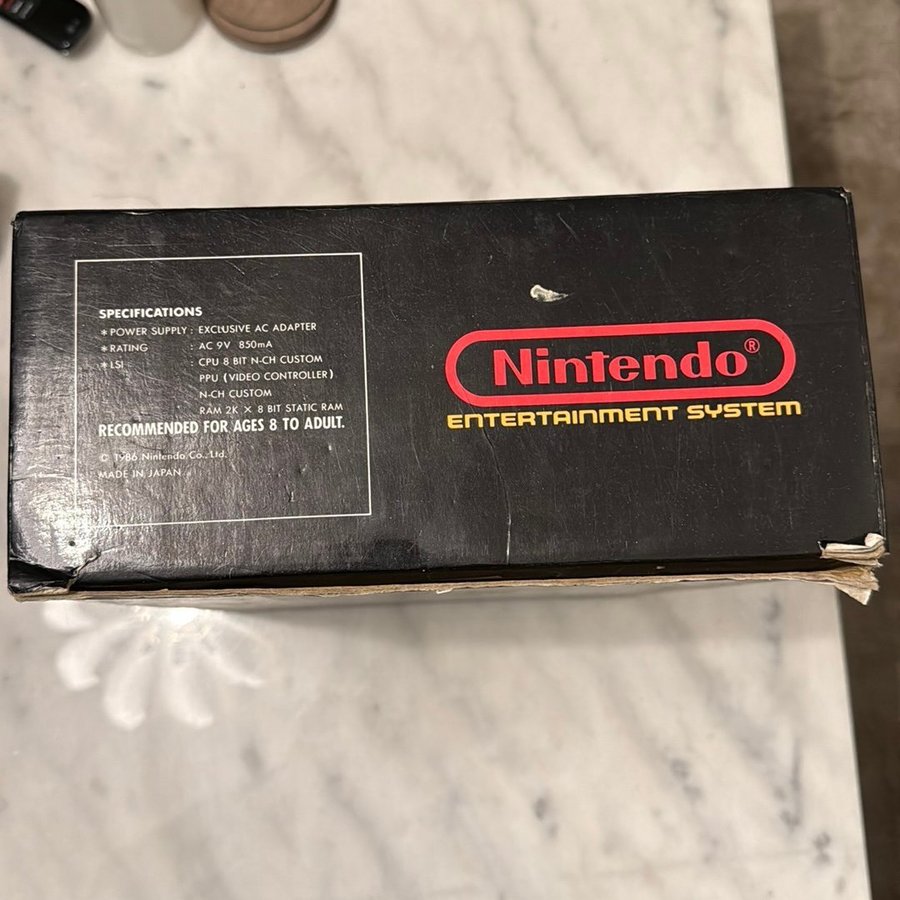 SPECIFICATIONS
*POWER SUPPLY : EXCLUSIVE AC ADAPTER
*RATING : AC 9V 850mA
*LSI : CPU 8 BIT N-CH CUSTOM
PPU (VIDEO CONTROLLER)
N-CH CUSTOM
RAM 2K × 8 BIT STATIC RAM
RECOMMENDED FOR AGES 8 TO ADULT.
© 1986 Nintendo Co., Ltd.
MADE IN JAPAN
Nintendo®
ENTERTAINMENT SYSTEM